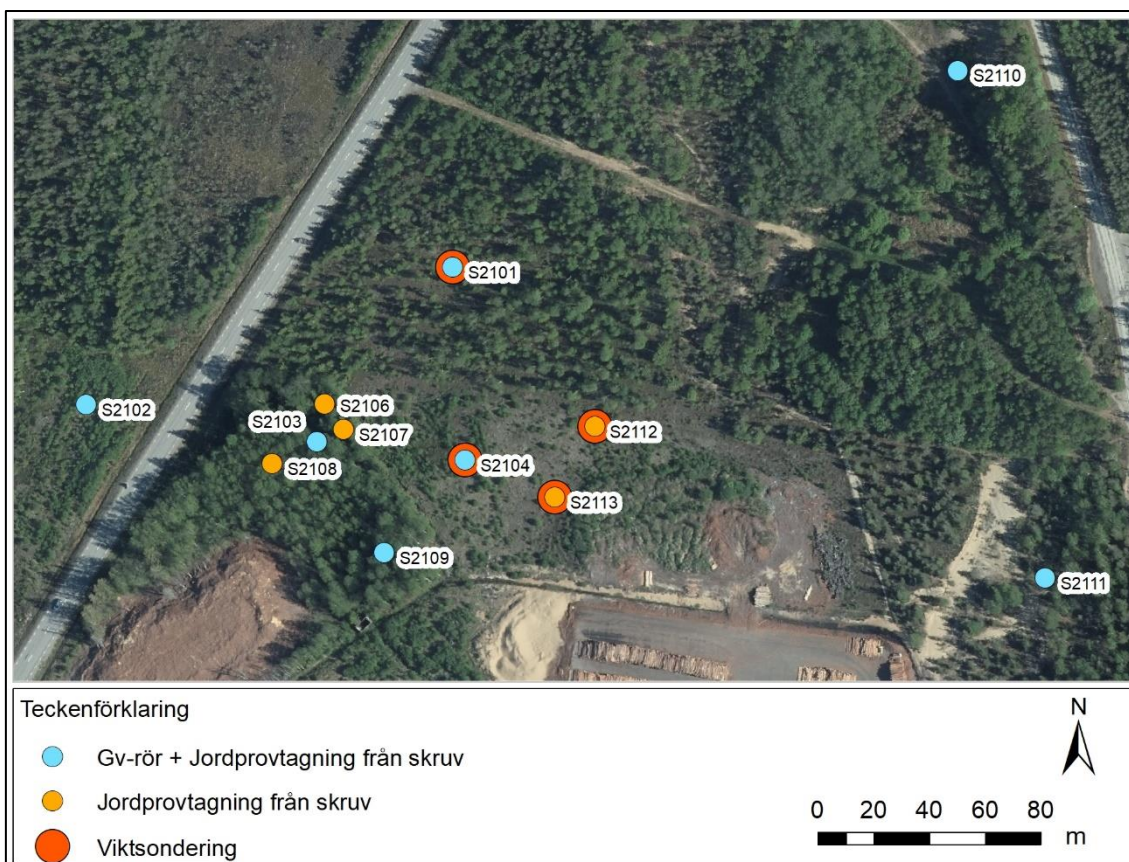 S2110
S2101
S2102
S2106
S2103
S2107
S2108
S2112
S2104
S2113
S2109
S2111
Teckenförklaring
Gv-rör + Jordprovtagning från skruv
Jordprovtagning från skruv
Viktsondering
N
0 20 40 60 80
m